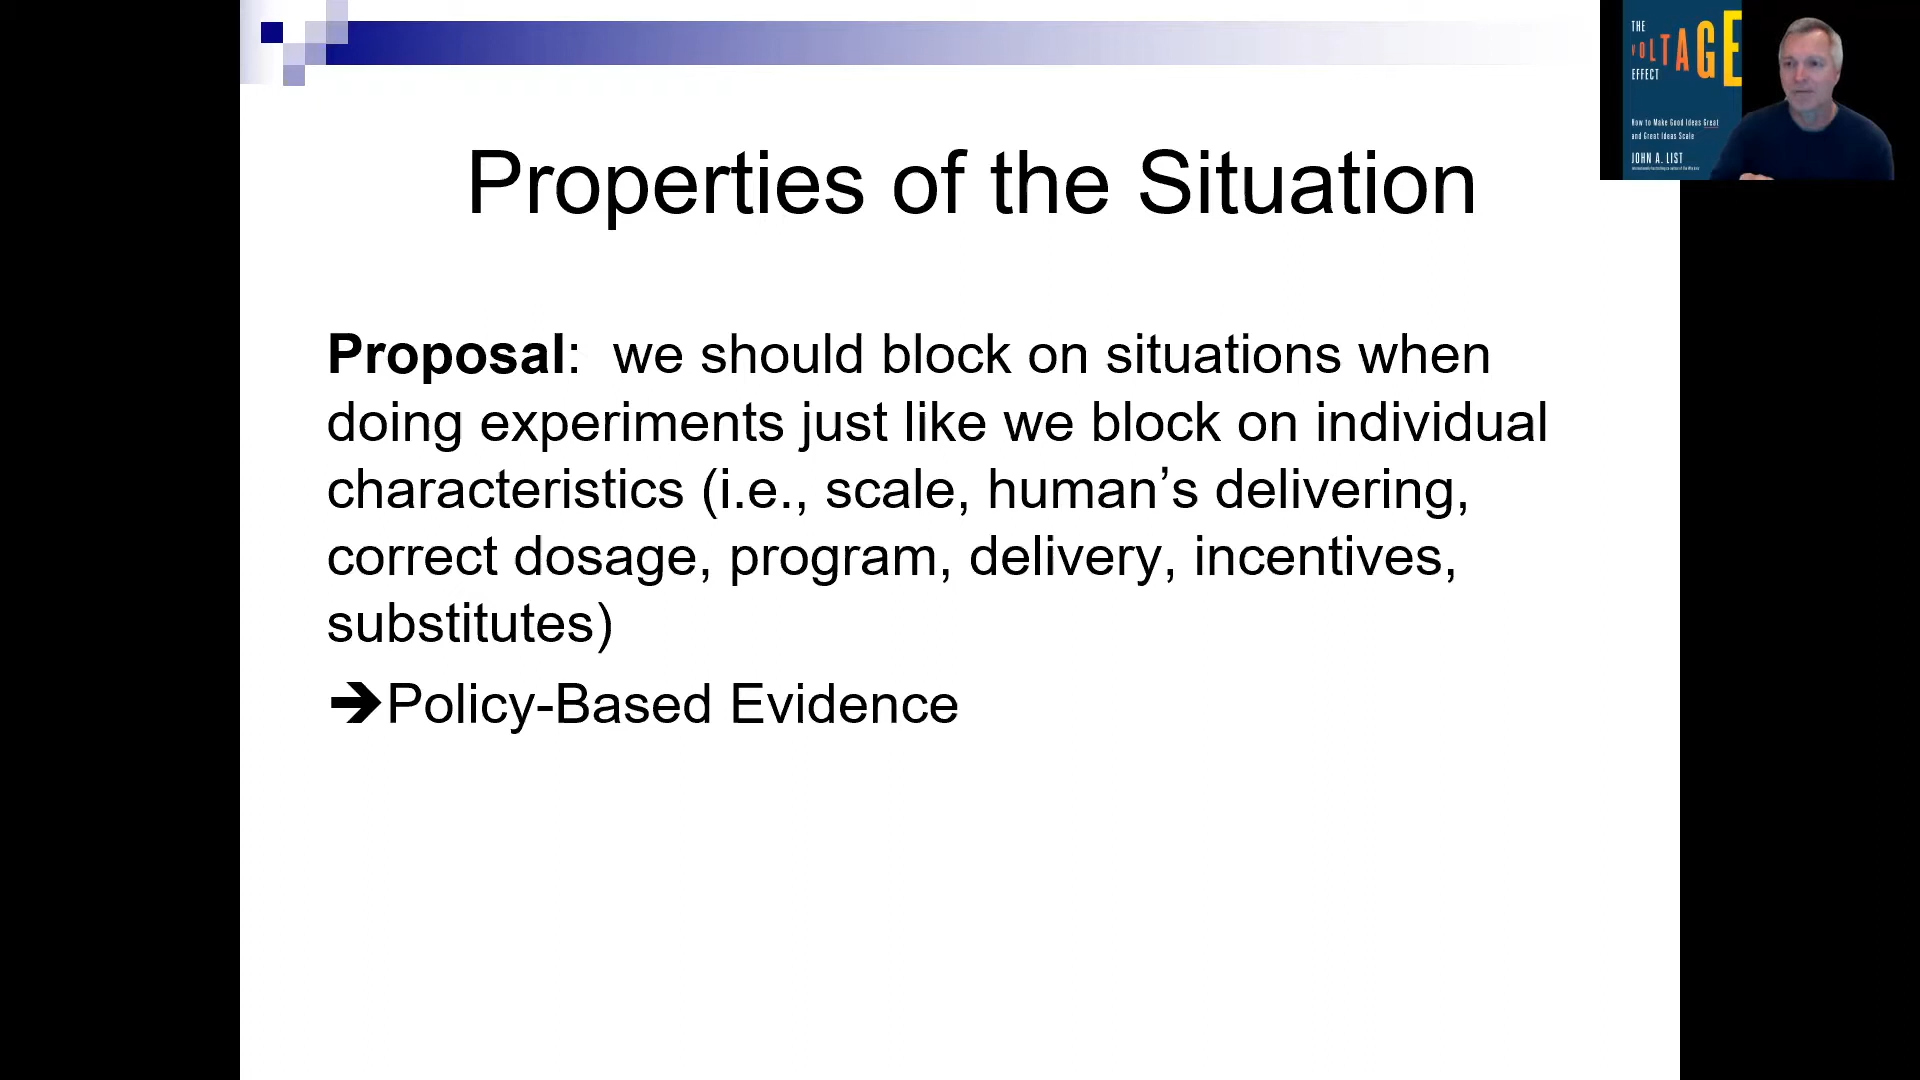 THE
VOLTAGE
EFFECT
How to Make Good Ideas Great
and Great Ideas Scale
JOHN A. LIST
Properties of the Situation
Proposal:  we should block on situations when
doing experiments just like we block on individual
characteristics (i.e., scale, human’s delivering,
correct dosage, program, delivery, incentives,
substitutes)
➔Policy-Based Evidence